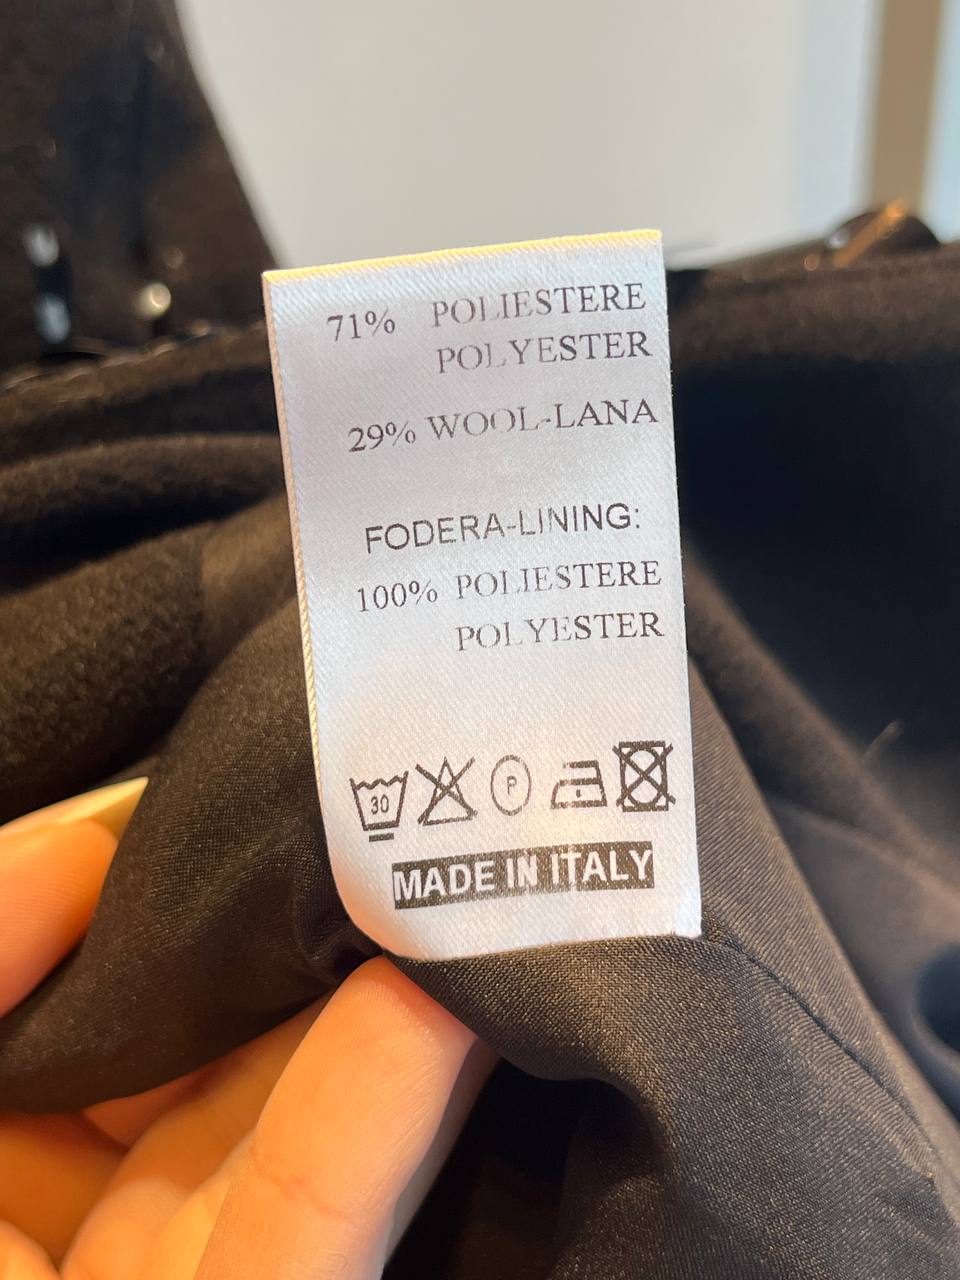 71% POLIESTERE
POLYESTER
29% WOOL-LANA
FODERA-LINING:
100% POLIESTERE
POLYESTER
30 P
MADE IN ITALY